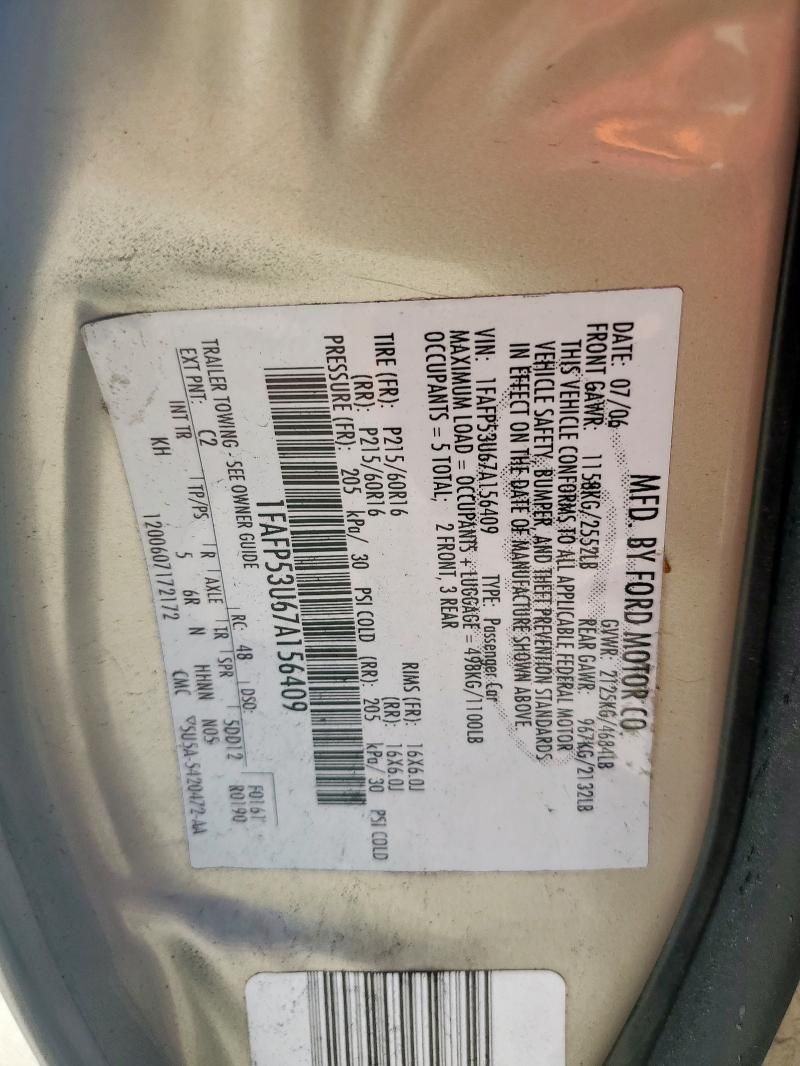 MFD. BY FORD MOTOR CO.
DATE: 07/06 GVWR: 2125KG/4684LB
FRONT GAWR: 1158KG/2552LB REAR GAWR: 967KG/2132LB
THIS VEHICLE CONFORMS TO ALL APPLICABLE FEDERAL MOTOR
VEHICLE SAFETY, BUMPER, AND THEFT PREVENTION STANDARDS
IN EFFECT ON THE DATE OF MANUFACTURE SHOWN ABOVE
VIN: 1FAFP53U67A156409 TYPE: Passenger Car
MAXIMUM LOAD = OCCUPANTS + LUGGAGE = 498KG/1100LB
OCCUPANTS = 5 TOTAL, 2 FRONT, 3 REAR
TIRE (FR): P215/60R16 RIMS (FR): 16X6.0J
(RR): P215/60R16 (RR): 16X6.0J
PRESSURE (FR): 205 kPa/ 30 PSI COLD (RR): 205 kPa/ 30 PSI COLD
1FAFP53U67A156409
TRAILER TOWING - SEE OWNER GUIDE
F0161
R0190
EXT PNT: C2 RC: 48 DSO: 5DD12
INT TR TP/PS R AXLE TR SPR
KH 5 6R N HHNN NOS
1200607172172 CMC ▽5U5A-5420472-AA